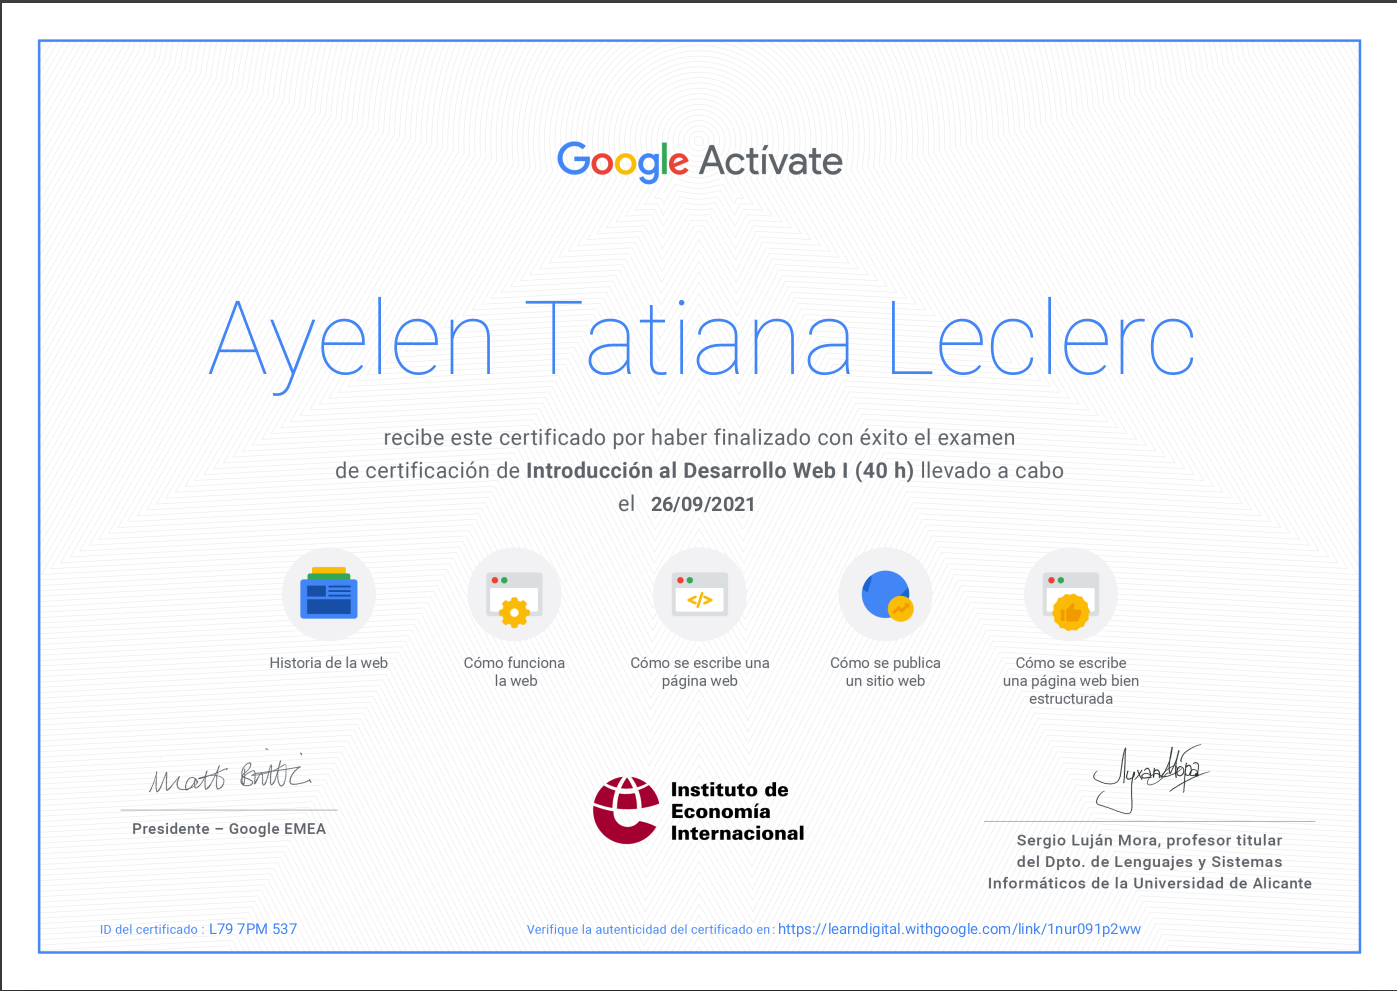 Google Actívate
Ayelen Tatiana Leclerc
recibe este certificado por haber finalizado con éxito el examen
de certificación de Introducción al Desarrollo Web I (40 h) llevado a cabo
el 26/09/2021
</>
Historia de la web
Cómo funciona
la web
Cómo se escribe una
página web
Cómo se publica
un sitio web
Cómo se escribe
una página web bien
estructurada
Presidente – Google EMEA
Instituto de
Economía
Internacional
Sergio Luján Mora, profesor titular
del Dpto. de Lenguajes y Sistemas
Informáticos de la Universidad de Alicante
ID del certificado : L79 7PM 537
Verifique la autenticidad del certificado en : https://learndigital.withgoogle.com/link/1nur091p2ww